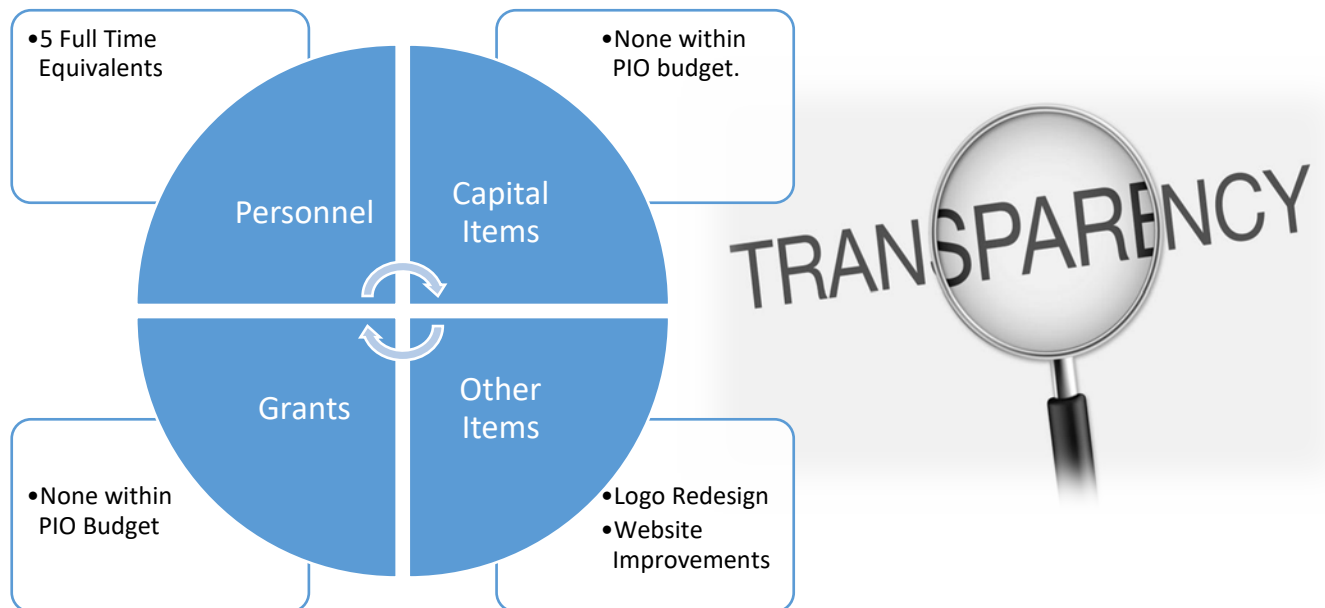 •5 Full Time
Equivalents
•None within
PIO budget.
Personnel
Capital
Items
Grants
Other
Items
•None within
PIO Budget
•Logo Redesign
•Website
Improvements
TRANSPARENCY